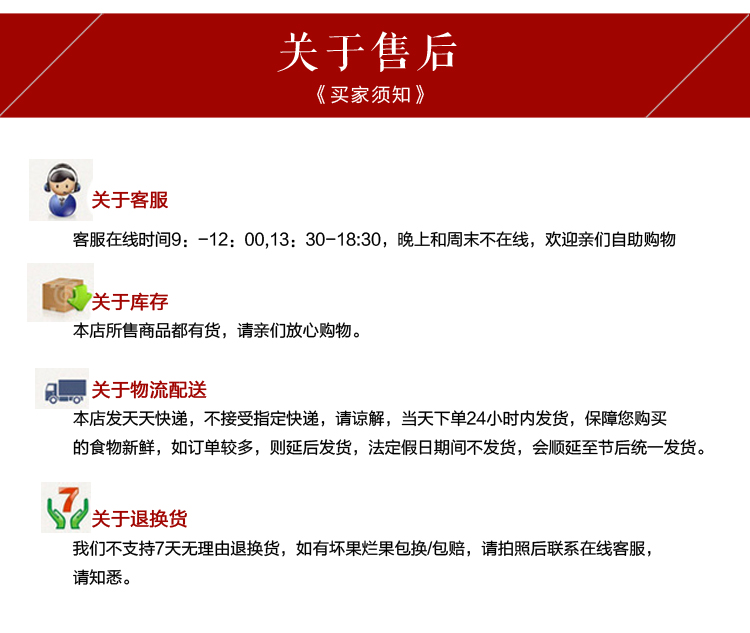 关于售后
《买家须知》
关于客服
客服在线时间9：-12：00,13：30-18:30，晚上和周末不在线，欢迎亲们自助购物
关于库存
本店所售商品都有货，请亲们放心购物。
关于物流配送
本店发天天快递，不接受指定快递，请谅解，当天下单24小时内发货，保障您购买
的食物新鲜，如订单较多，则延后发货，法定假日期间不发货，会顺延至节后统一发货。
7
关于退换货
我们不支持7天无理由退换货，如有坏果烂果包换/包赔，请拍照后联系在线客服，
请知悉。